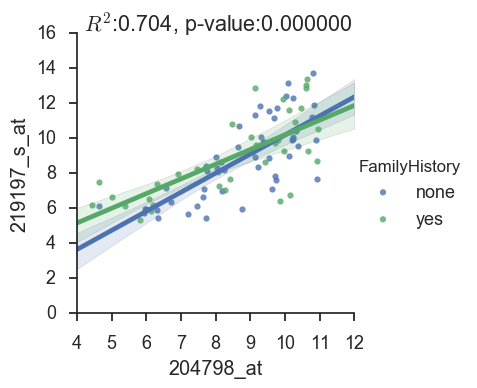 R²:0.704, p-value:0.000000
16
14
12
10
8
6
4
2
0
219197_s_at
4 5 6 7 8 9 10 11 12
204798_at
FamilyHistory
none
yes